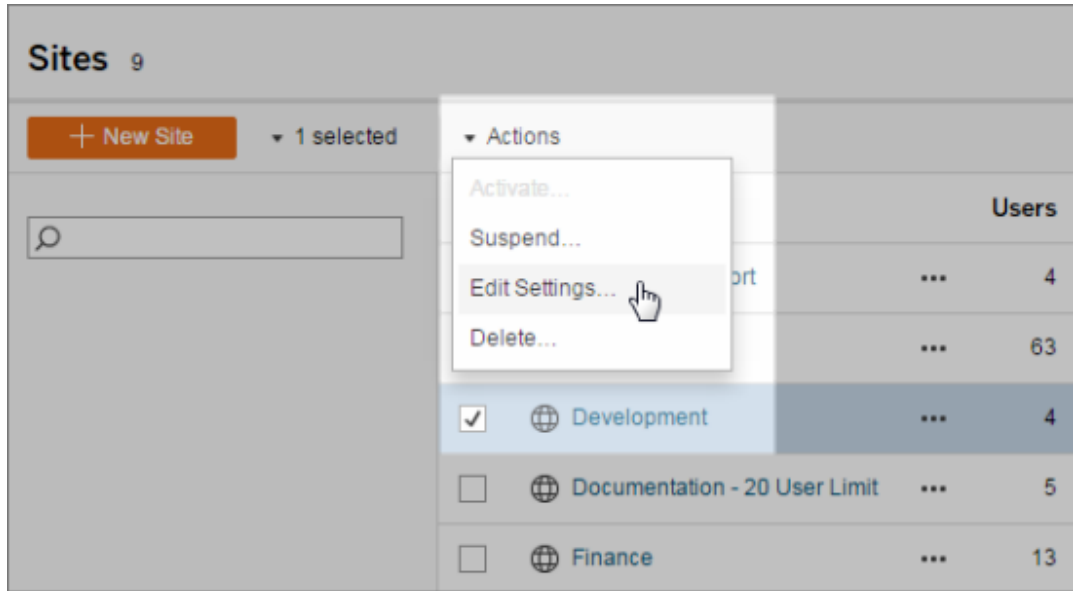 Sites 9
+ New Site
1 selected
Actions
Activate...
Suspend...
Edit Settings...
Delete...
Users
ort ... 4
... 63
Development ... 4
Documentation - 20 User Limit ... 5
Finance ... 13